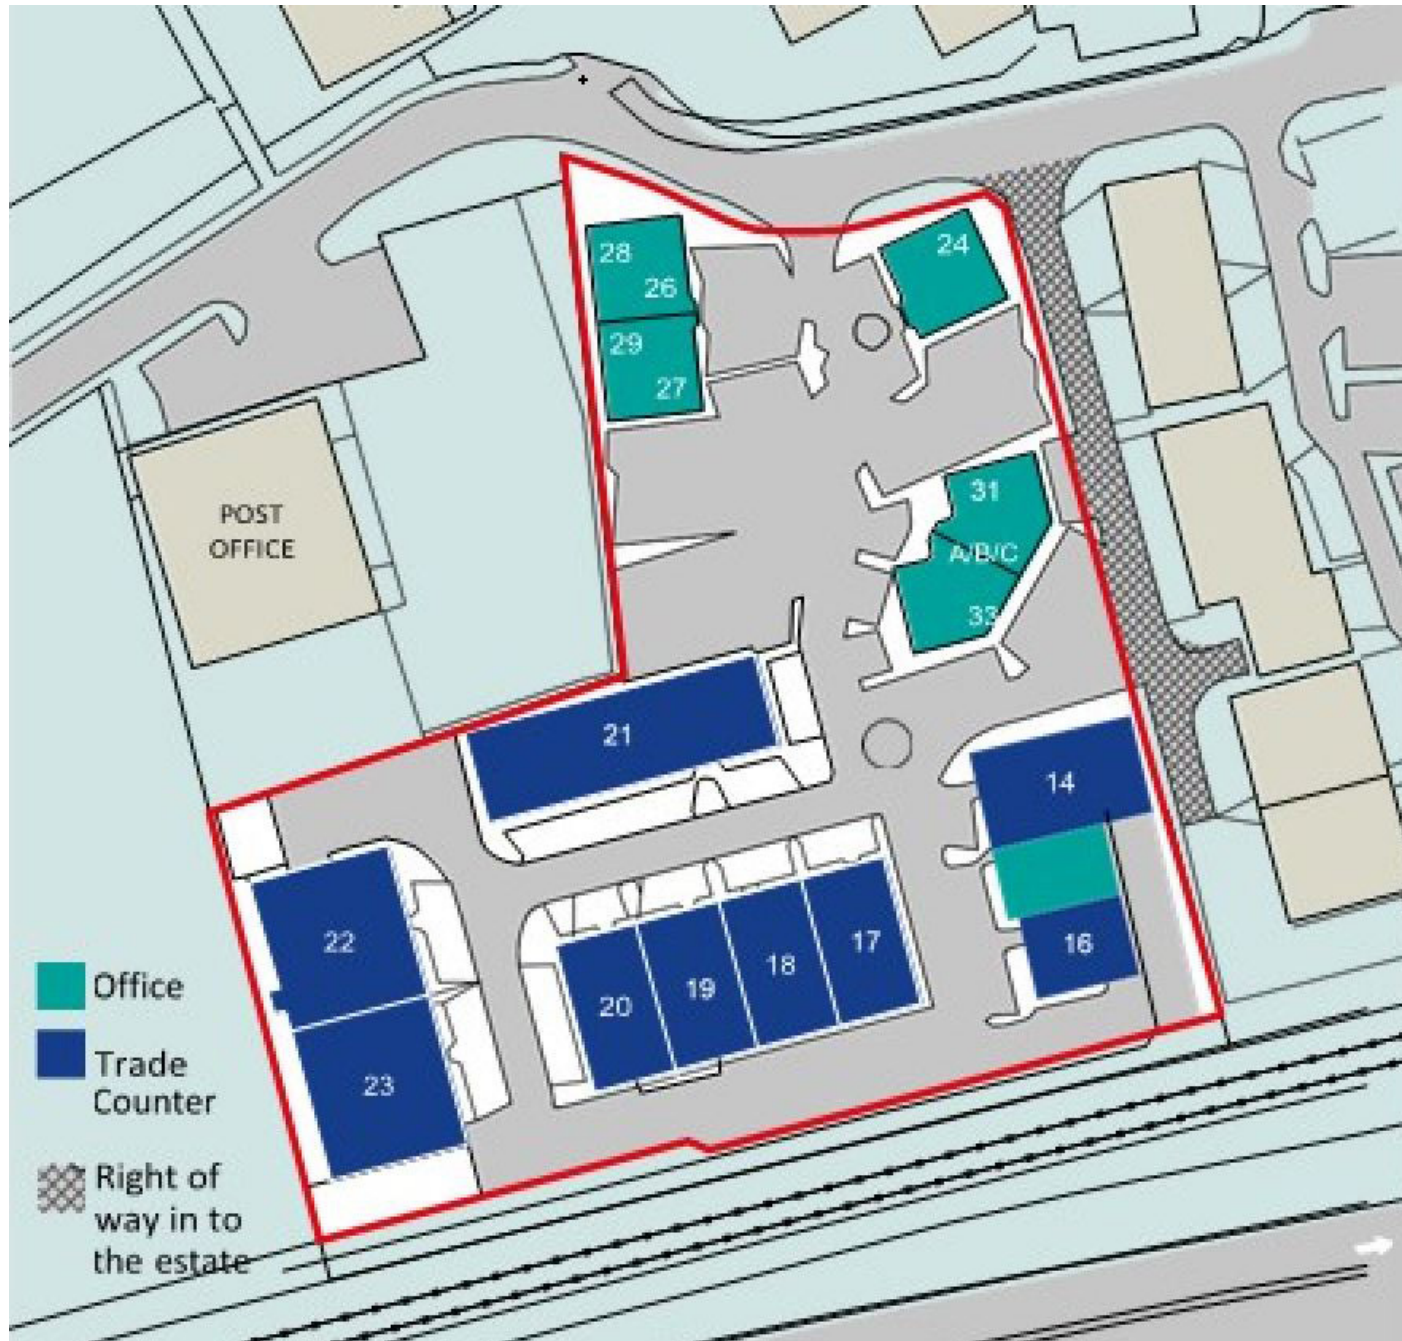 28
26
24
29
27
31
POST
OFFICE
A/B/C
33
21
14
22
17
16
18
19
20
Office
Trade
Counter
23
Right of
way in to
the estate